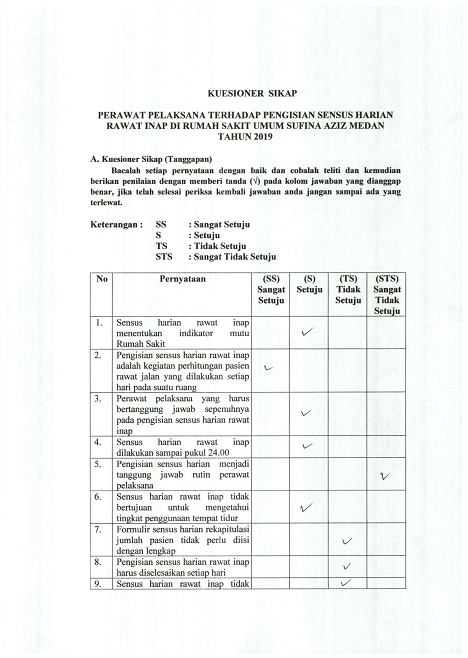 KUESIONER SIKAP
PERAWAT PELAKSANA TERHADAP PENGISIAN SENSUS HARIAN
RAWAT INAP DI RUMAH SAKIT UMUM SUFINA AZIZ MEDAN
TAHUN 2019
A. Kuesioner Sikap (Tanggapan)
Bacalah setiap pernyataan dengan baik dan cobalah teliti dan kemudian
berikan penilaian dengan memberi tanda (√) pada kolom jawaban yang dianggap
benar, jika telah selesai periksa kembali jawaban anda jangan sampai ada yang
terlewat.
Keterangan : SS : Sangat Setuju
S : Setuju
TS : Tidak Setuju
STS : Sangat Tidak Setuju
No Pernyataan (SS) Sangat Setuju (S) Setuju (TS) Tidak Setuju (STS) Sangat Tidak Setuju
1. Sensus harian rawat inap
menentukan indikator mutu
Rumah Sakit ✓
2. Pengisian sensus harian rawat inap
adalah kegiatan perhitungan pasien
rawat jalan yang dilakukan setiap
hari pada suatu ruang ✓
3. Perawat pelaksana yang harus
bertanggung jawab sepenuhnya
pada pengisian sensus harian rawat
inap ✓
4. Sensus harian rawat inap
dilakukan sampai pukul 24.00 ✓
5. Pengisian sensus harian menjadi
tanggung jawab rutin perawat
pelaksana ✓
6. Sensus harian rawat inap tidak
bertujuan untuk mengetahui
tingkat penggunaan tempat tidur ✓
7. Formulir sensus harian rekapitulasi
jumlah pasien tidak perlu diisi
dengan lengkap ✓
8. Pengisian sensus harian rawat inap
harus diselesaikan setiap hari ✓
9. Sensus harian rawat inap tidak ✓